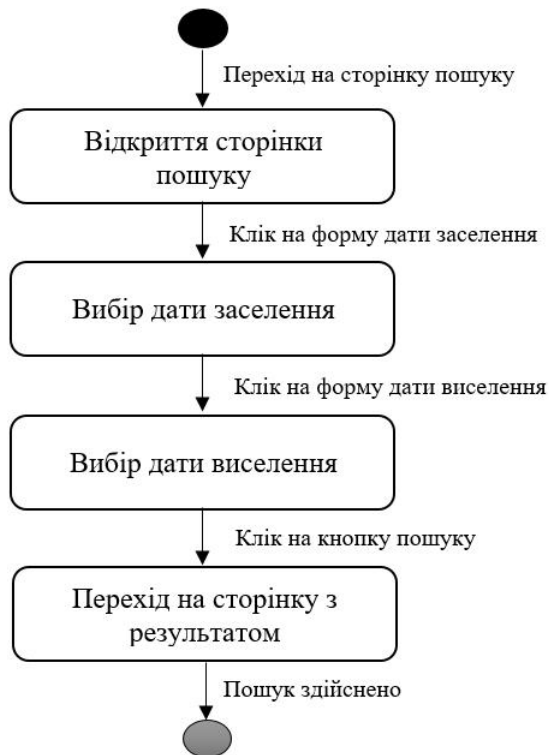 Перехід на сторінку пошуку
Відкриття сторінки
пошуку
Клік на форму дати заселення
Вибір дати заселення
Клік на форму дати виселення
Вибір дати виселення
Клік на кнопку пошуку
Перехід на сторінку з
результатом
Пошук здійснено